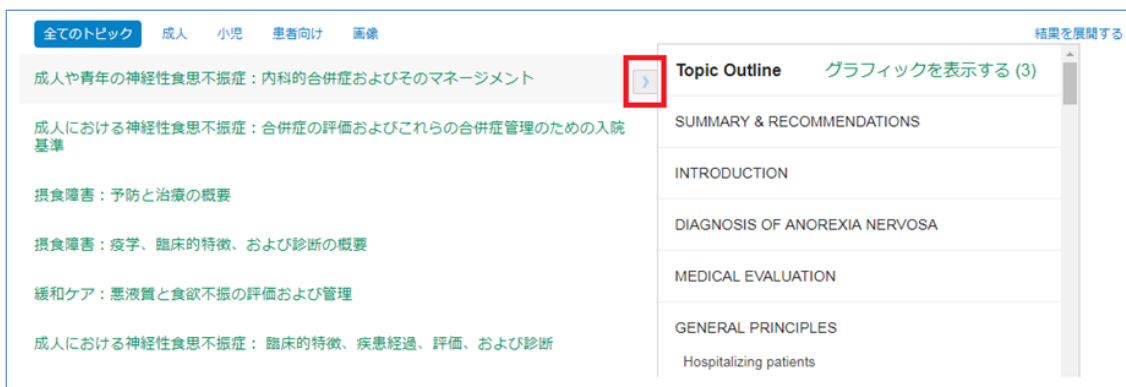 全てのトピック 成人 小児 患者向け 画像
結果を展開する
成人や青年の神経性食思不振症：内科的合併症およびそのマネージメント
成人における神経性食思不振症：合併症の評価およびこれらの合併症管理のための入院
基準
摂食障害：予防と治療の概要
摂食障害：疫学、臨床的特徴、および診断の概要
緩和ケア：悪液質と食欲不振の評価および管理
成人における神経性食思不振症： 臨床的特徴、疾患経過、評価、および診断
Topic Outline グラフィックを表示する (3)
SUMMARY & RECOMMENDATIONS
INTRODUCTION
DIAGNOSIS OF ANOREXIA NERVOSA
MEDICAL EVALUATION
GENERAL PRINCIPLES
Hospitalizing patients